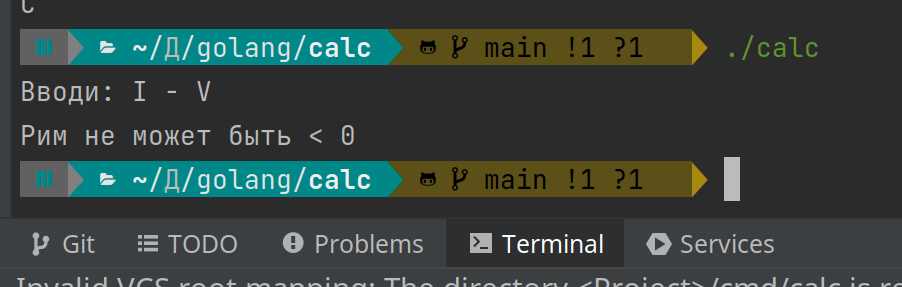 C
~/Д/golang/calc main !1 ?1 ./calc
Вводи: I - V
Рим не может быть < 0
~/Д/golang/calc main !1 ?1
Git TODO Problems Terminal Services
Invalid VCS root mapping: The directory <Project>/cmd/calc is re